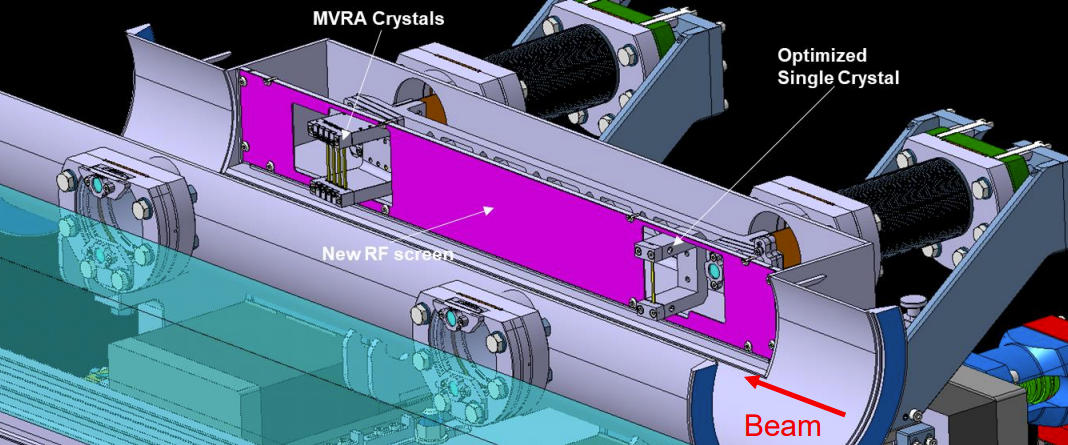 MVRA Crystals
Optimized
Single Crystal
New RF screen
Beam